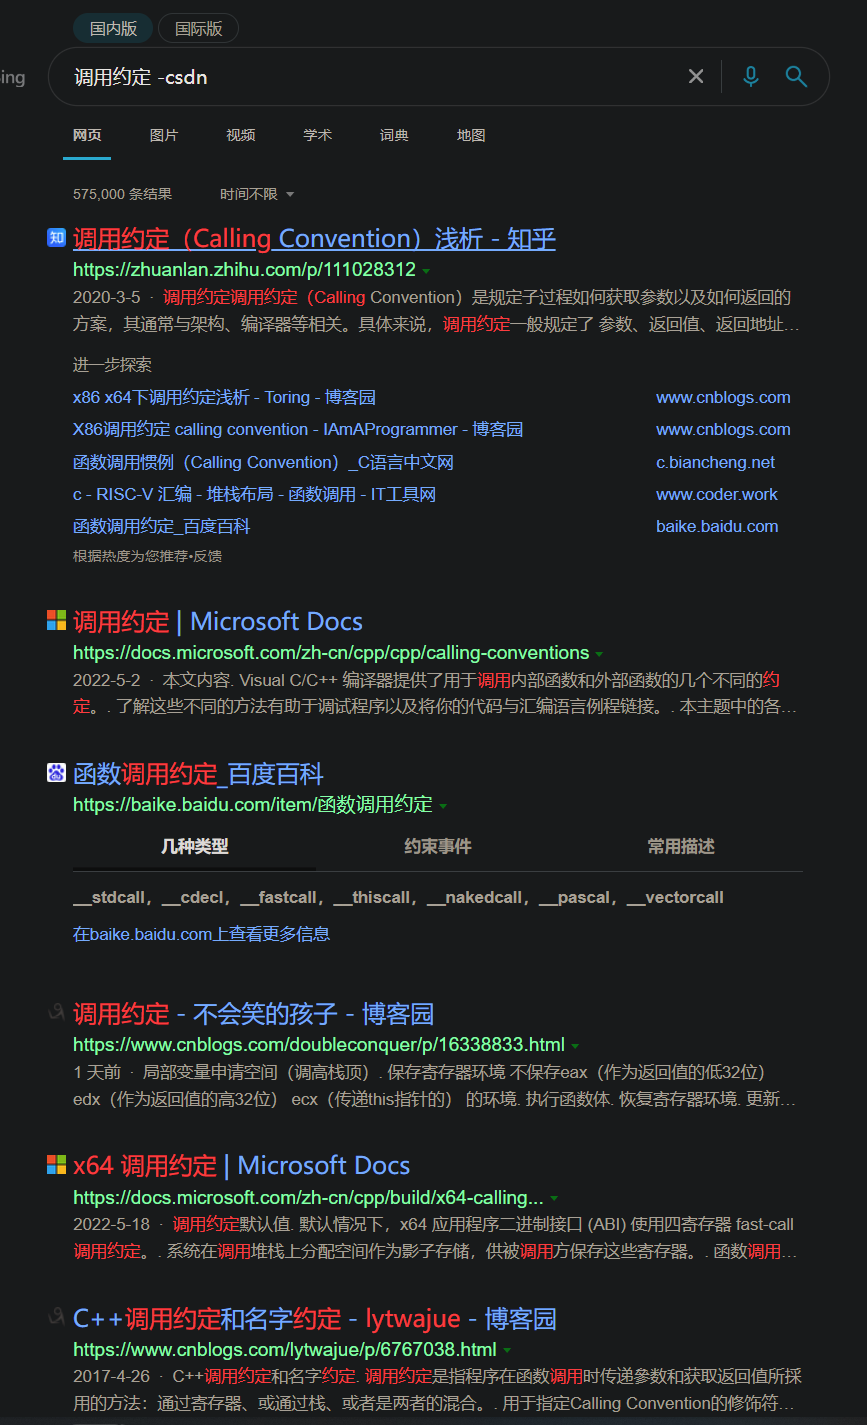 国内版 国际版
ing 调用约定 -csdn
网页 图片 视频 学术 词典 地图
575,000 条结果 时间不限
知 调用约定（Calling Convention）浅析 - 知乎
https://zhuanlan.zhihu.com/p/111028312
2020-3-5 · 调用约定调用约定（Calling Convention）是规定子过程如何获取参数以及如何返回的
方案，其通常与架构、编译器等相关。具体来说，调用约定一般规定了 参数、返回值、返回地址…
进一步探索
x86 x64下调用约定浅析 - Toring - 博客园 www.cnblogs.com
X86调用约定 calling convention - IAmAProgrammer - 博客园 www.cnblogs.com
函数调用惯例（Calling Convention）_C语言中文网 c.biancheng.net
c - RISC-V 汇编 - 堆栈布局 - 函数调用 - IT工具网 www.coder.work
函数调用约定_百度百科 baike.baidu.com
根据热度为您推荐•反馈
调用约定 | Microsoft Docs
https://docs.microsoft.com/zh-cn/cpp/cpp/calling-conventions
2022-5-2 · 本文内容. Visual C/C++ 编译器提供了用于调用内部函数和外部函数的几个不同的约
定。. 了解这些不同的方法有助于调试程序以及将你的代码与汇编语言例程链接。. 本主题中的各…
函数调用约定_百度百科
https://baike.baidu.com/item/函数调用约定
几种类型 约束事件 常用描述
__stdcall，__cdecl，__fastcall，__thiscall，__nakedcall，__pascal，__vectorcall
在baike.baidu.com上查看更多信息
调用约定 - 不会笑的孩子 - 博客园
https://www.cnblogs.com/doubleconquer/p/16338833.html
1 天前 · 局部变量申请空间（调高栈顶）. 保存寄存器环境 不保存eax（作为返回值的低32位）
edx（作为返回值的高32位） ecx（传递this指针的） 的环境. 执行函数体. 恢复寄存器环境. 更新…
x64 调用约定 | Microsoft Docs
https://docs.microsoft.com/zh-cn/cpp/build/x64-calling...
2022-5-18 · 调用约定默认值. 默认情况下，x64 应用程序二进制接口 (ABI) 使用四寄存器 fast-call
调用约定。. 系统在调用堆栈上分配空间作为影子存储，供被调用方保存这些寄存器。. 函数调用…
C++调用约定和名字约定 - lytwajue - 博客园
https://www.cnblogs.com/lytwajue/p/6767038.html
2017-4-26 · C++调用约定和名字约定. 调用约定是指程序在函数调用时传递參数和获取返回值所採
用的方法：通过寄存器、或通过栈、或者是两者的混合。. 用于指定Calling Convention的修饰符…